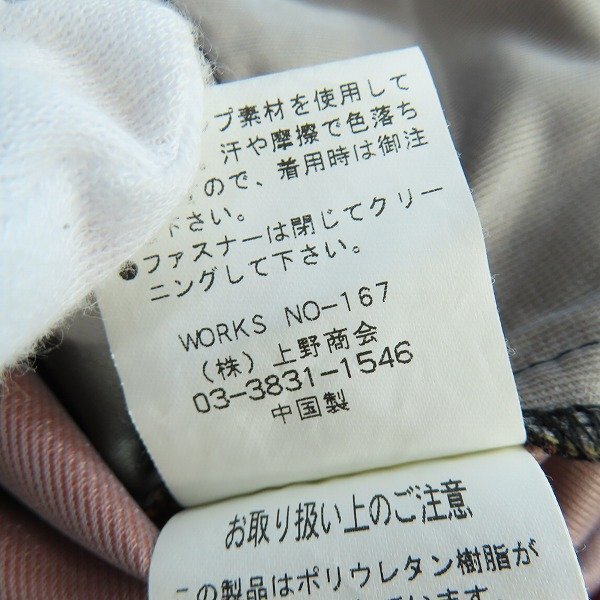 プ素材を使用して
汗や摩擦で色落ち
ので、着用時は御注
下さい。
●ファスナーは閉じてクリー
ニングして下さい。
WORKS NO-167
(株)上野商会
03-3831-1546
中国製
お取り扱い上のご注意
この製品はポリウレタン樹脂が